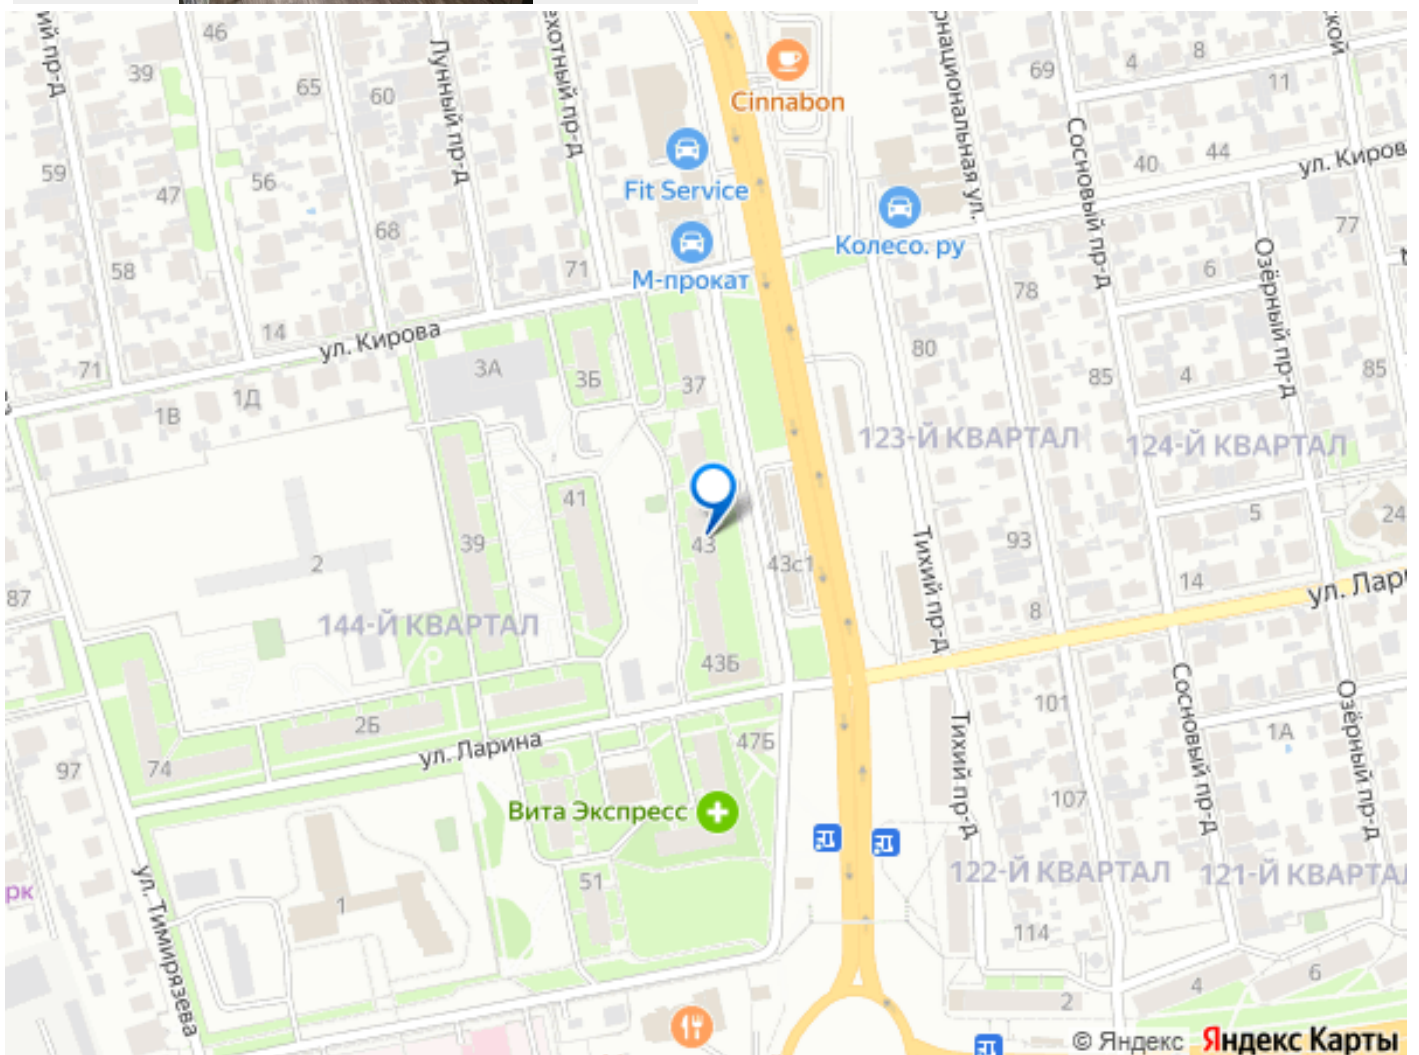 46
39
65
60
Лунный пр-д
Cinnabon
69
4
8
11
59
47
56
68
Fit Service
М-прокат
71
Колесо. ру
Сосновый пр-д
40
44
ул. Киров
77
58
6
Озёрный пр-д
78
14
ул. Кирова
71
1В
1Д
3А
3Б
37
80
85
4
85
123-Й КВАРТАЛ
124-Й КВАРТАЛ
41
39
43
43с1
2
87
144-Й КВАРТАЛ
43Б
Тихий пр-д
93
8
5
24
14
ул. Лар
2Б
74
97
ул. Ларина
47Б
Вита Экспресс
51
1
ул. Тимирязева
рк
Тихий пр-д
101
107
Сосновый пр-д
1А
Озёрный пр-д
122-Й КВАРТАЛ
121-Й КВАРТАЛ
114
2
4
6
© Яндекс Яндекс Карты